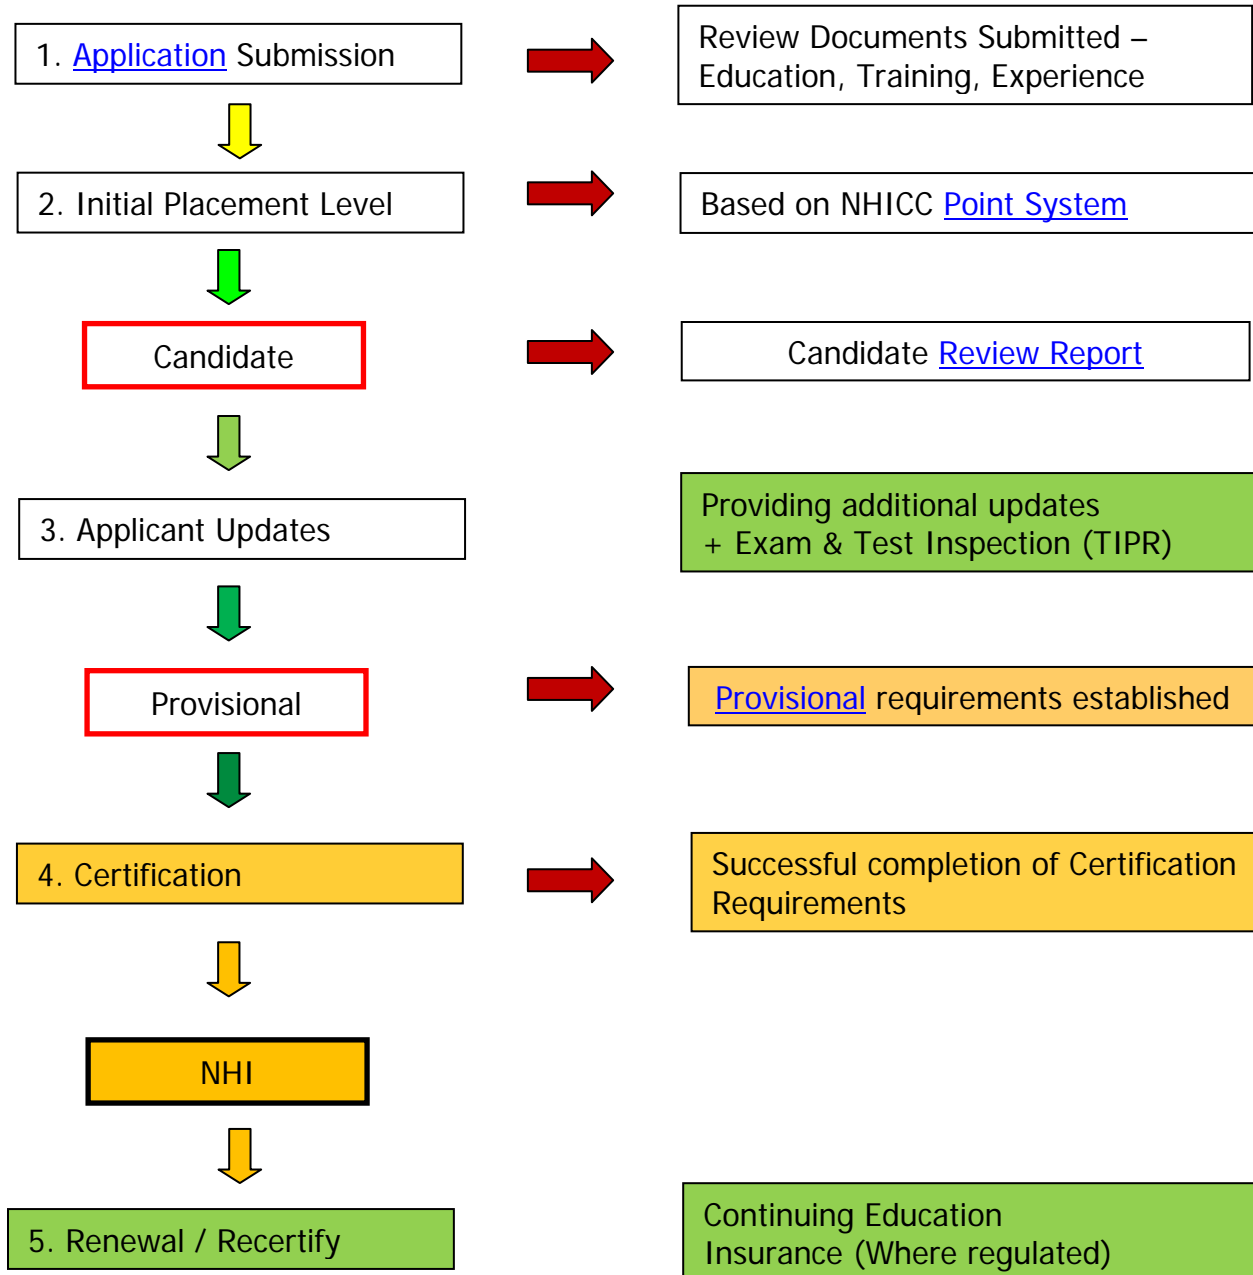 1. Application Submission
Review Documents Submitted –
Education, Training, Experience
2. Initial Placement Level
Based on NHICC Point System
Candidate
Candidate Review Report
3. Applicant Updates
Providing additional updates
+ Exam & Test Inspection (TIPR)
Provisional
Provisional requirements established
4. Certification
Successful completion of Certification
Requirements
NHI
5. Renewal / Recertify
Continuing Education
Insurance (Where regulated)